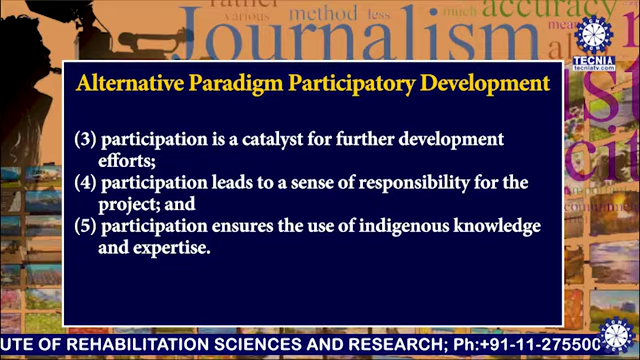 rather
various
method
less
much
accuracy
Journalism
TECNIA
tecniatv.com
Alternative Paradigm Participatory Development
(3) participation is a catalyst for further development
efforts;
(4) participation leads to a sense of responsibility for the
project; and
(5) participation ensures the use of indigenous knowledge
and expertise.
UTE OF REHABILITATION SCIENCES AND RESEARCH; Ph:+91-11-275500